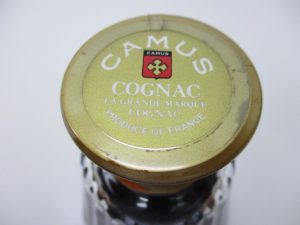 CAMUS
CAMUS
COGNAC
LA GRANDE MARQUE
COGNAC
PRODUCE OF FRANCE